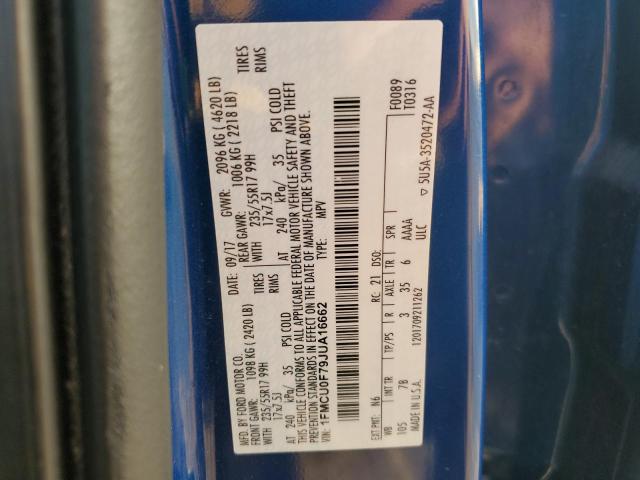 MFD. BY FORD MOTOR CO.
09/17
GVWR: 2096 KG ( 4620 LB)
FRONT GAWR: 1098 KG ( 2420 LB)
REAR GAWR: 1006 KG ( 2218 LB)
WITH 235/55R17 99H TIRES
WITH 235/55R17 99H TIRES
17x7.5J RIMS
17x7.5J RIMS
AT 240 kPa/ 35 PSI COLD
AT 240 kPa/ 35 PSI COLD
THIS VEHICLE CONFORMS TO ALL APPLICABLE FEDERAL MOTOR VEHICLE SAFETY AND THEFT
PREVENTION STANDARDS IN EFFECT ON THE DATE OF MANUFACTURE SHOWN ABOVE.
VIN: 1FMCU0F79JUA16662
TYPE: MPV
F0089
T0316
EXT PNT: N6 RC: 21 DSO:
WB INT TR TP/PS R AXLE TR SPR
105 7B 3 35 6 AAAA
MADE IN U.S.A. 12017092111262 ULC
▽ 5U5A-3520472-AA